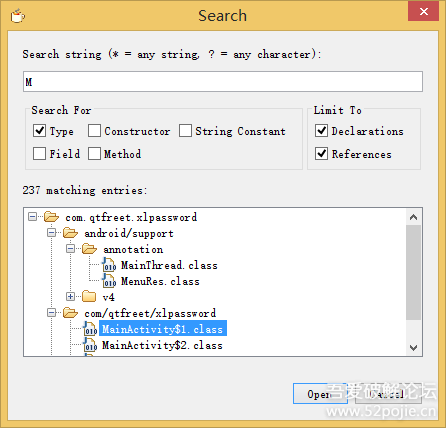 Search
Search string (* = any string, ? = any character):
M
Search For
Limit To
Type
Constructor
String Constant
Declarations
Field
Method
References
237 matching entries:
com.qtfreet.xlpassword
android/support
annotation
MainThread.class
MenuRes.class
v4
com/qtfreet/xlpassword
MainActivity$1.class
MainActivity$2.class
Open
Cancel
吾爱破解论坛
www.52pojie.cn